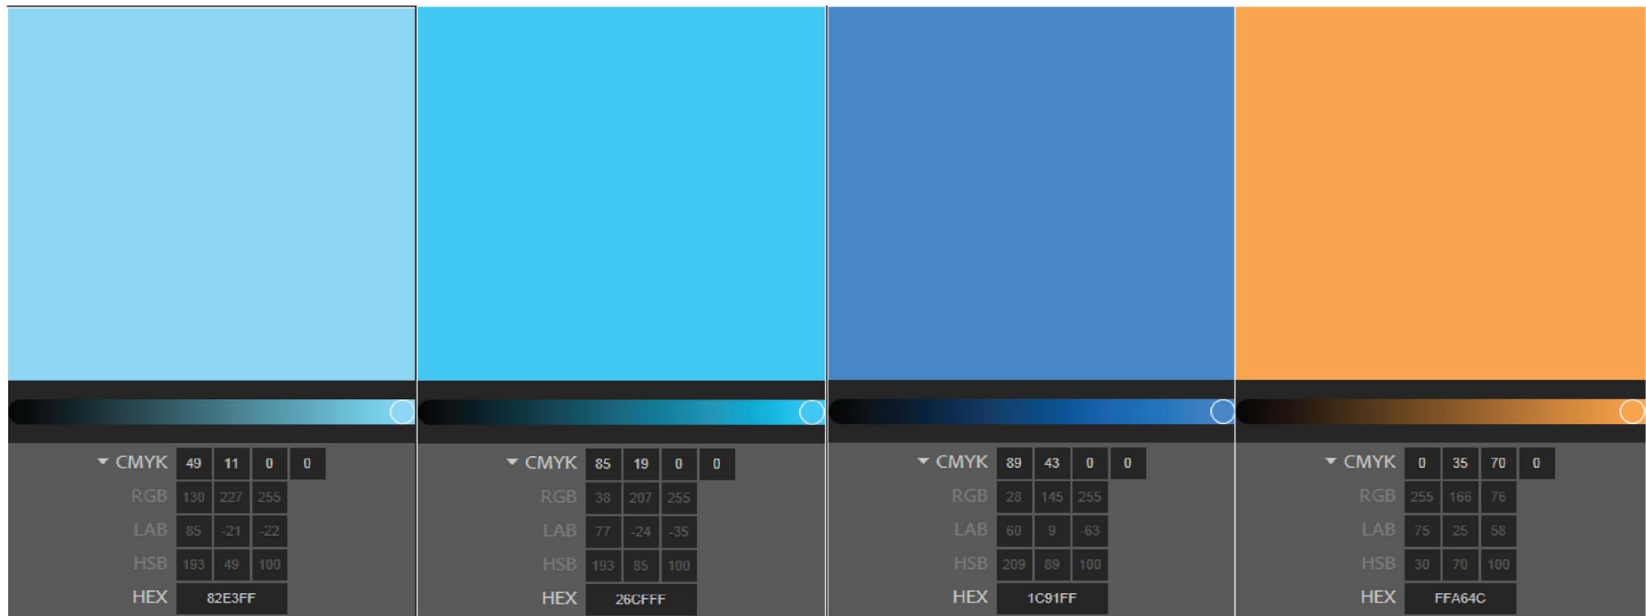 CMYK 49 11 0 0
RGB 130 227 255
LAB 85 -21 -22
HSB 193 49 100
HEX 82E3FF
CMYK 85 19 0 0
RGB 38 207 255
LAB 77 -24 -35
HSB 193 85 100
HEX 26CFFF
CMYK 89 43 0 0
RGB 28 145 255
LAB 60 9 -63
HSB 209 89 100
HEX 1C91FF
CMYK 0 35 70 0
RGB 255 166 76
LAB 75 25 58
HSB 30 70 100
HEX FFA64C